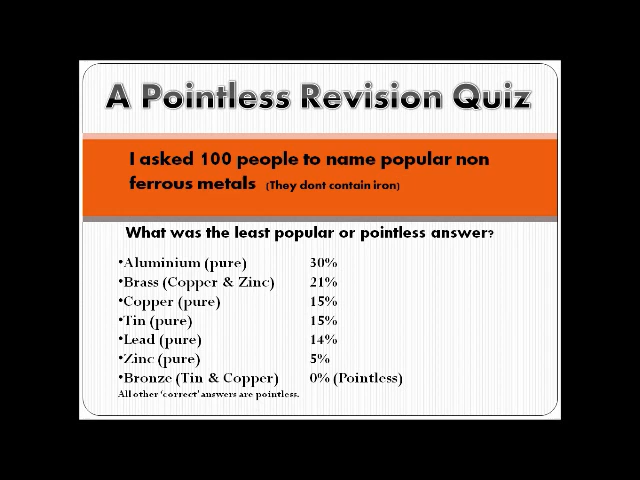 A Pointless Revision Quiz
I asked 100 people to name popular non
ferrous metals (They dont contain iron)
What was the least popular or pointless answer?
•Aluminium (pure) 30%
•Brass (Copper & Zinc) 21%
•Copper (pure) 15%
•Tin (pure) 15%
•Lead (pure) 14%
•Zinc (pure) 5%
•Bronze (Tin & Copper) 0% (Pointless)
All other 'correct' answers are pointless.